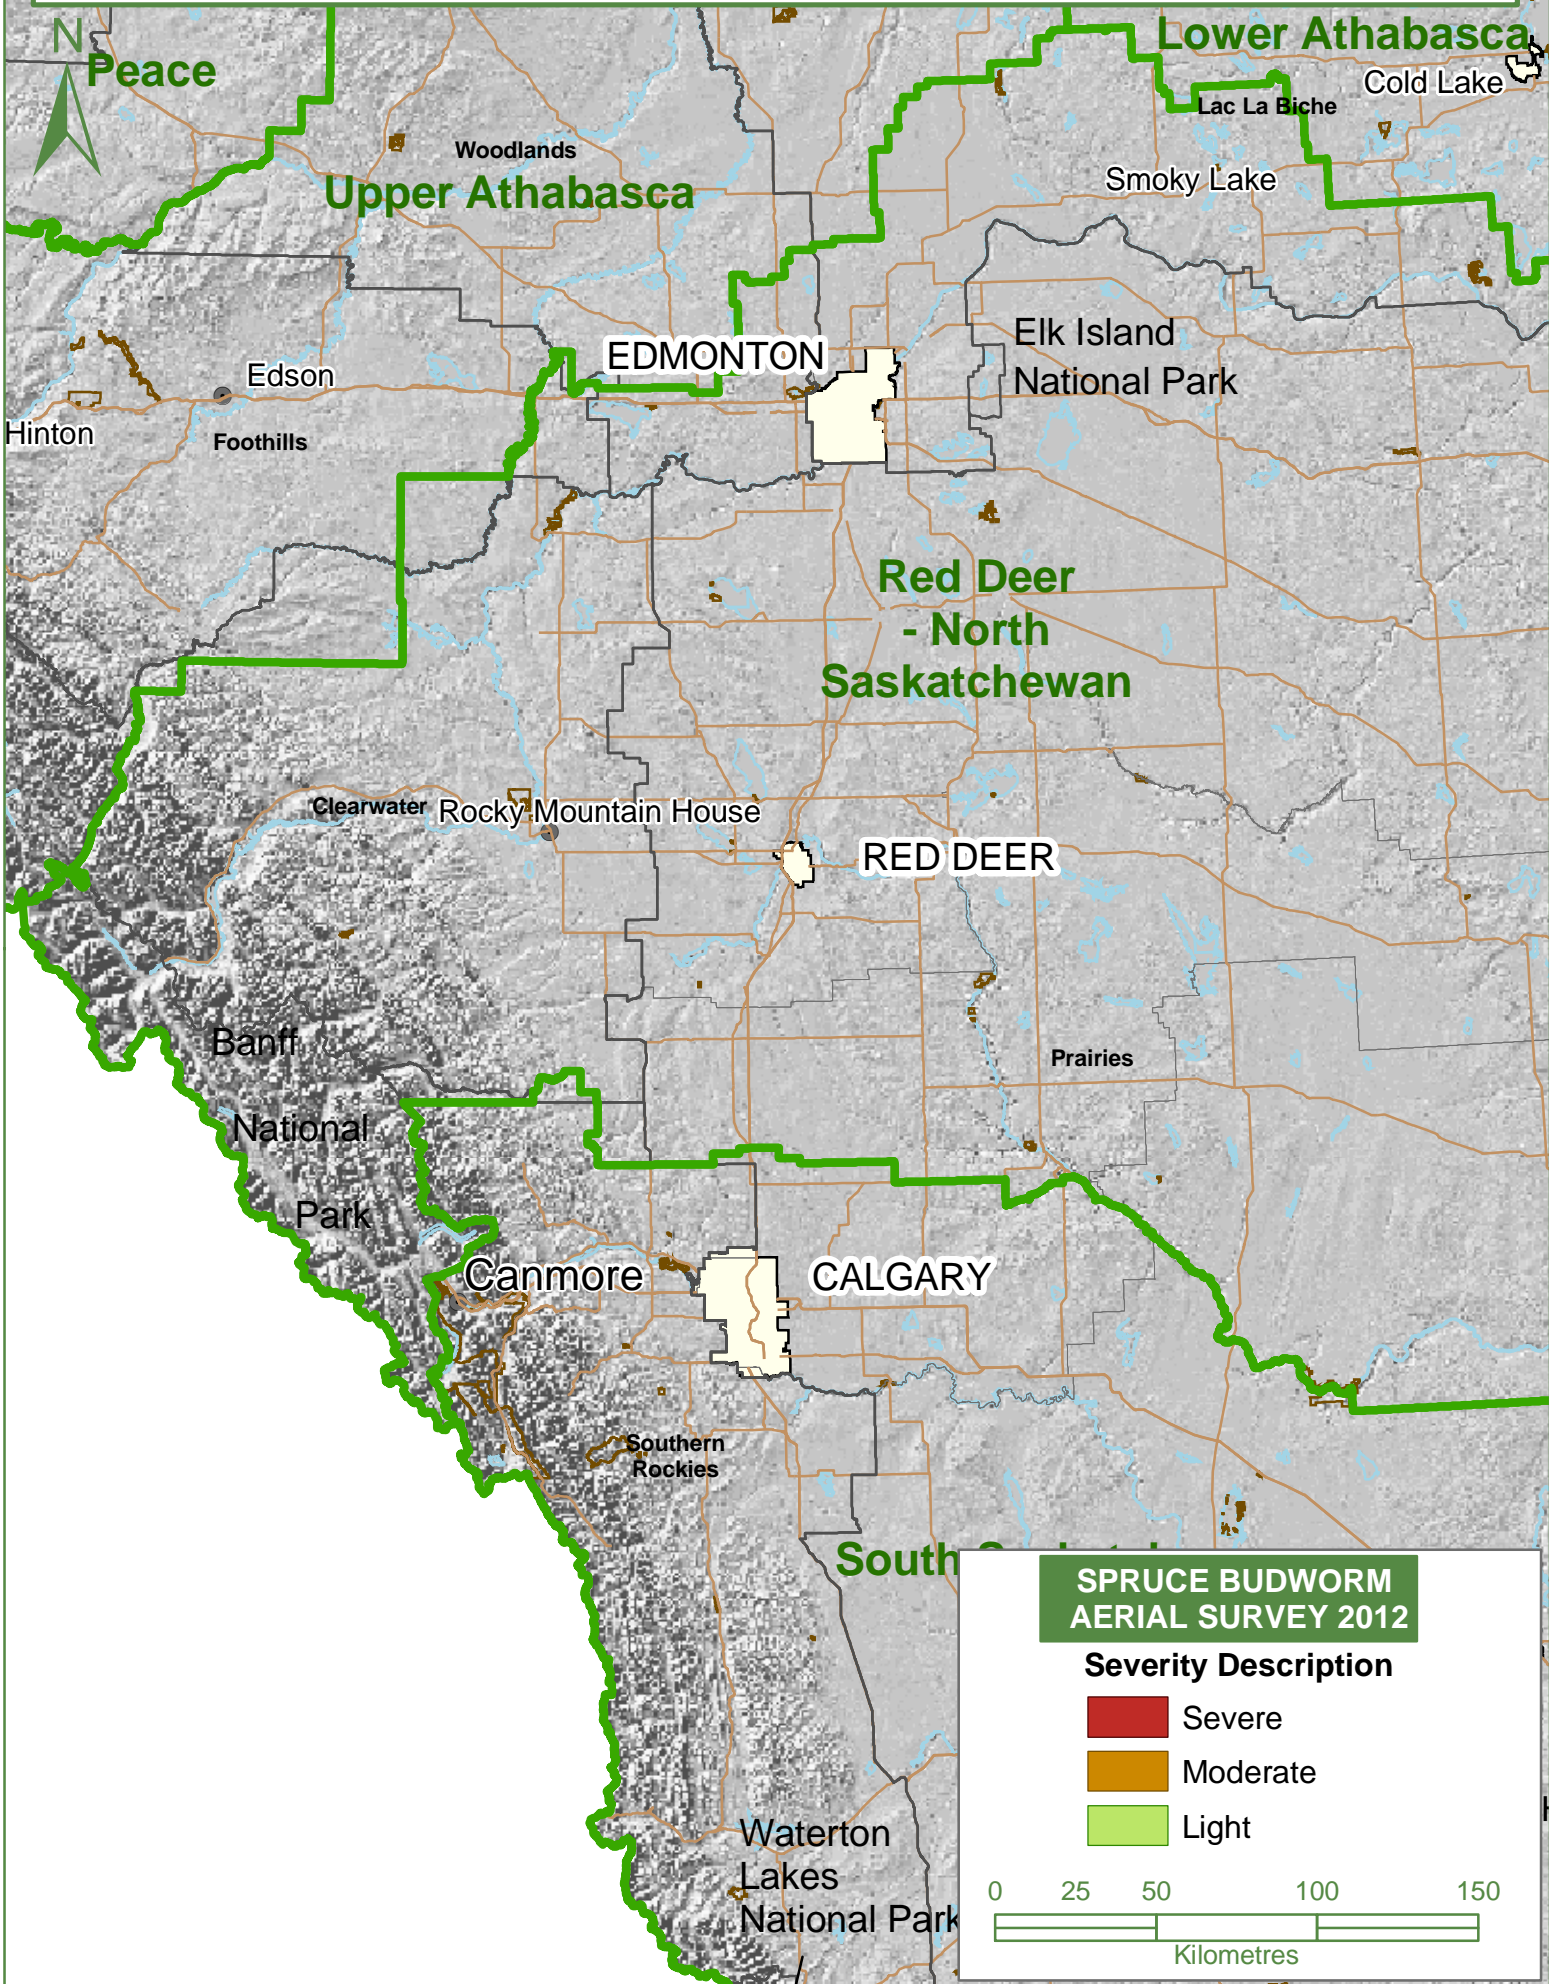 N
Peace
Lower Athabasca
Cold Lake
Lac La Biche
Woodlands
Upper Athabasca
Smoky Lake
EDMONTON
Elk Island
National Park
Edson
Hinton
Foothills
Red Deer
- North
Saskatchewan
Clearwater
Rocky Mountain House
RED DEER
Banff
National
Park
Prairies
Canmore
CALGARY
Southern
Rockies
South
SPRUCE BUDWORM
AERIAL SURVEY 2012
Severity Description
Severe
Moderate
Light
0 25 50 100 150
Kilometres
Waterton
Lakes
National Park